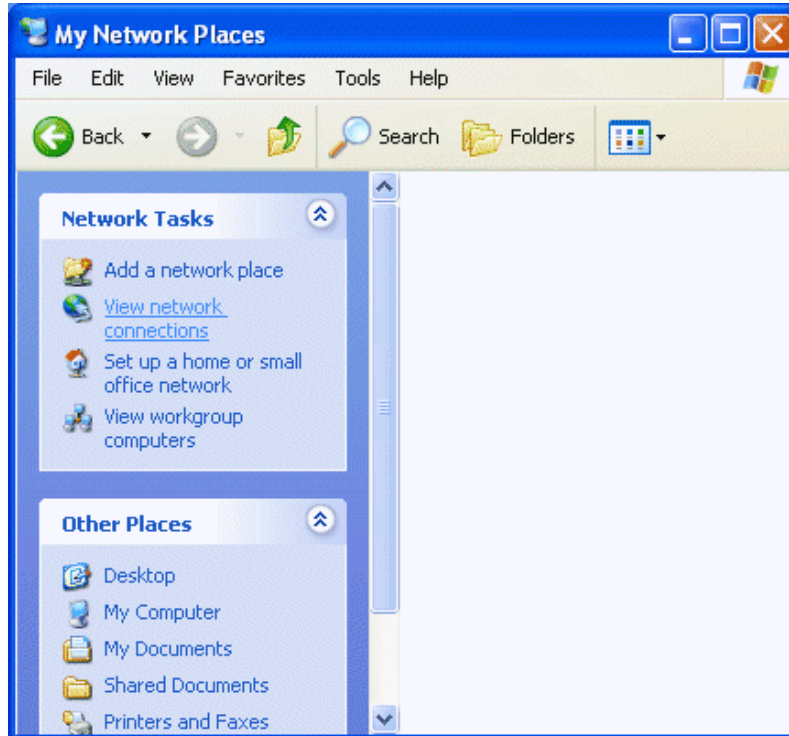 My Network Places
File Edit View Favorites Tools Help
Back Search Folders
Network Tasks
Add a network place
View network
connections
Set up a home or small
office network
View workgroup
computers
Other Places
Desktop
My Computer
My Documents
Shared Documents
Printers and Faxes